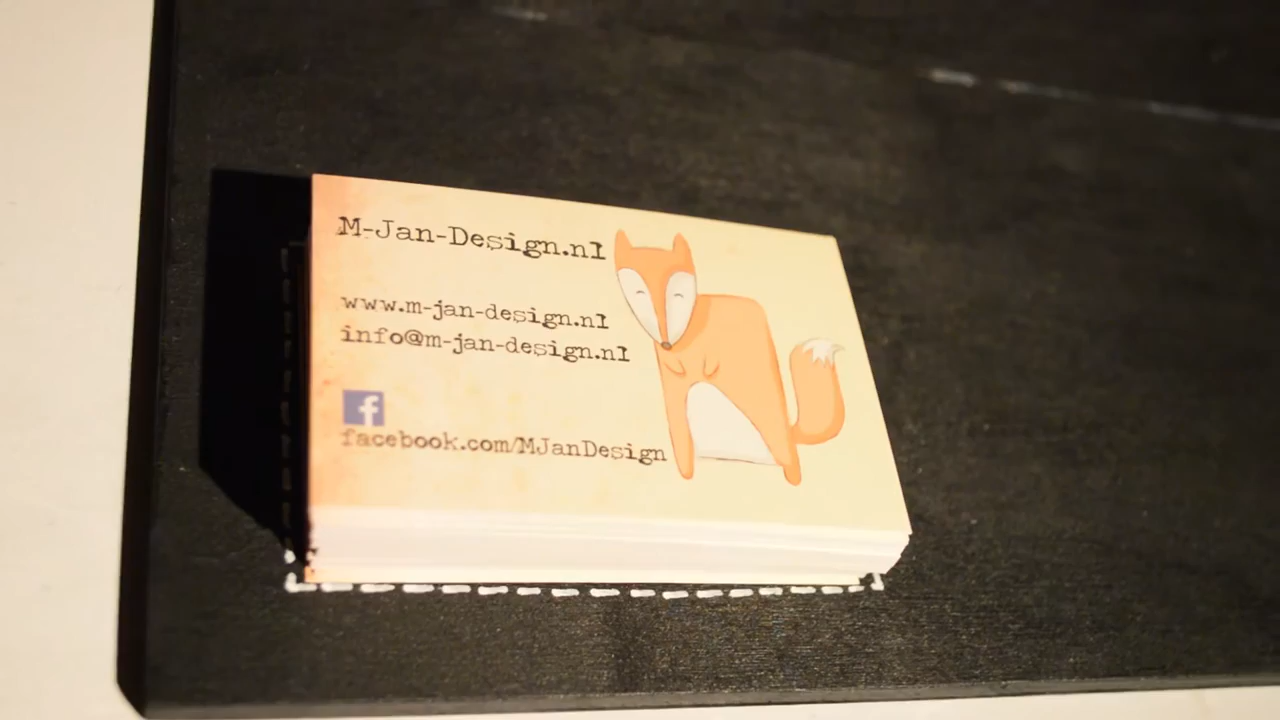 M-Jan-Design.nl
www.m-jan-design.nl
info@m-jan-design.nl
f
facebook.com/MJanDesign